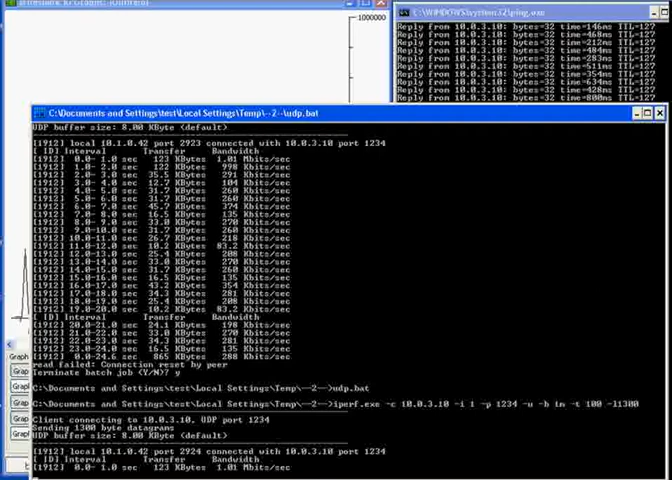 1000000
C:\WINDOWS\system32\ping.exe
Reply from 10.0.3.10: bytes=32 time=146ms TTL=127
Reply from 10.0.3.10: bytes=32 time=468ms TTL=127
Reply from 10.0.3.10: bytes=32 time=212ms TTL=127
Reply from 10.0.3.10: bytes=32 time=484ms TTL=127
Reply from 10.0.3.10: bytes=32 time=283ms TTL=127
Reply from 10.0.3.10: bytes=32 time=511ms TTL=127
Reply from 10.0.3.10: bytes=32 time=354ms TTL=127
Reply from 10.0.3.10: bytes=32 time=634ms TTL=127
Reply from 10.0.3.10: bytes=32 time=428ms TTL=127
Reply from 10.0.3.10: bytes=32 time=800ms TTL=127
C:\Documents and Settings\test\Local Settings\Temp\--2--\udp.bat
UDP buffer size: 8.00 KByte (default)
[1912] local 10.1.0.42 port 2923 connected with 10.0.3.10 port 1234
[ ID] Interval Transfer Bandwidth
[1912] 0.0- 1.0 sec 123 KBytes 1.01 Mbits/sec
[1912] 1.0- 2.0 sec 122 KBytes 998 Kbits/sec
[1912] 2.0- 3.0 sec 35.5 KBytes 291 Kbits/sec
[1912] 3.0- 4.0 sec 12.7 KBytes 104 Kbits/sec
[1912] 4.0- 5.0 sec 31.7 KBytes 260 Kbits/sec
[1912] 5.0- 6.0 sec 31.7 KBytes 260 Kbits/sec
[1912] 6.0- 7.0 sec 45.7 KBytes 374 Kbits/sec
[1912] 7.0- 8.0 sec 16.5 KBytes 135 Kbits/sec
[1912] 8.0- 9.0 sec 33.0 KBytes 270 Kbits/sec
[1912] 9.0-10.0 sec 31.7 KBytes 260 Kbits/sec
[1912] 10.0-11.0 sec 26.7 KBytes 218 Kbits/sec
[1912] 11.0-12.0 sec 10.2 KBytes 83.2 Kbits/sec
[1912] 12.0-13.0 sec 25.4 KBytes 208 Kbits/sec
[1912] 13.0-14.0 sec 33.0 KBytes 270 Kbits/sec
[1912] 14.0-15.0 sec 31.7 KBytes 260 Kbits/sec
[1912] 15.0-16.0 sec 16.5 KBytes 135 Kbits/sec
[1912] 16.0-17.0 sec 43.2 KBytes 354 Kbits/sec
[1912] 17.0-18.0 sec 34.3 KBytes 281 Kbits/sec
[1912] 18.0-19.0 sec 25.4 KBytes 208 Kbits/sec
[1912] 19.0-20.0 sec 10.2 KBytes 83.2 Kbits/sec
[ ID] Interval Transfer Bandwidth
[1912] 20.0-21.0 sec 24.1 KBytes 198 Kbits/sec
[1912] 21.0-22.0 sec 33.0 KBytes 270 Kbits/sec
[1912] 22.0-23.0 sec 34.3 KBytes 281 Kbits/sec
[1912] 23.0-24.0 sec 16.5 KBytes 135 Kbits/sec
[1912] 0.0-24.6 sec 865 KBytes 288 Kbits/sec
read failed: Connection reset by peer
Terminate batch job (Y/N)? y
C:\Documents and Settings\test\Local Settings\Temp\--2-->udp.bat
C:\Documents and Settings\test\Local Settings\Temp\--2-->iperf.exe -c 10.0.3.10 -i 1 -p 1234 -u -b 1m -t 100 -l1300
Client connecting to 10.0.3.10, UDP port 1234
Sending 1300 byte datagrams
UDP buffer size: 8.00 KByte (default)
[1912] local 10.1.0.42 port 2924 connected with 10.0.3.10 port 1234
[ ID] Interval Transfer Bandwidth
[1912] 0.0- 1.0 sec 123 KBytes 1.01 Mbits/sec
Graph
Grap
Grap
Grap
Grap